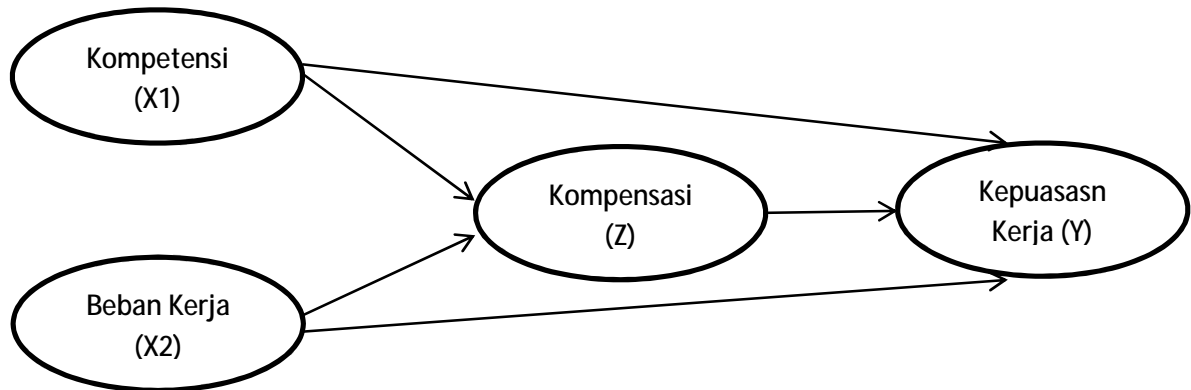 Kompetensi
(X1)
Kompensasi
(Z)
Kepuasasn
Kerja (Y)
Beban Kerja
(X2)